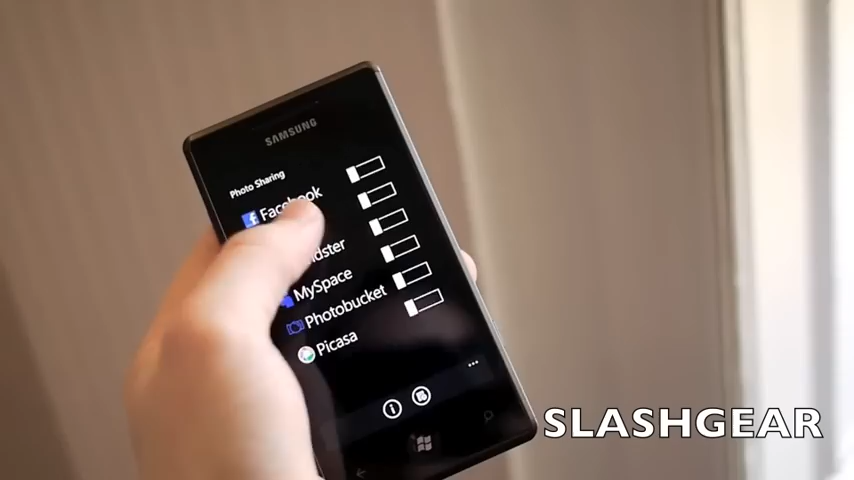 SAMSUNG
Photo Sharing
Facebook
MySpace
Photobucket
Picasa
SLASHGEAR